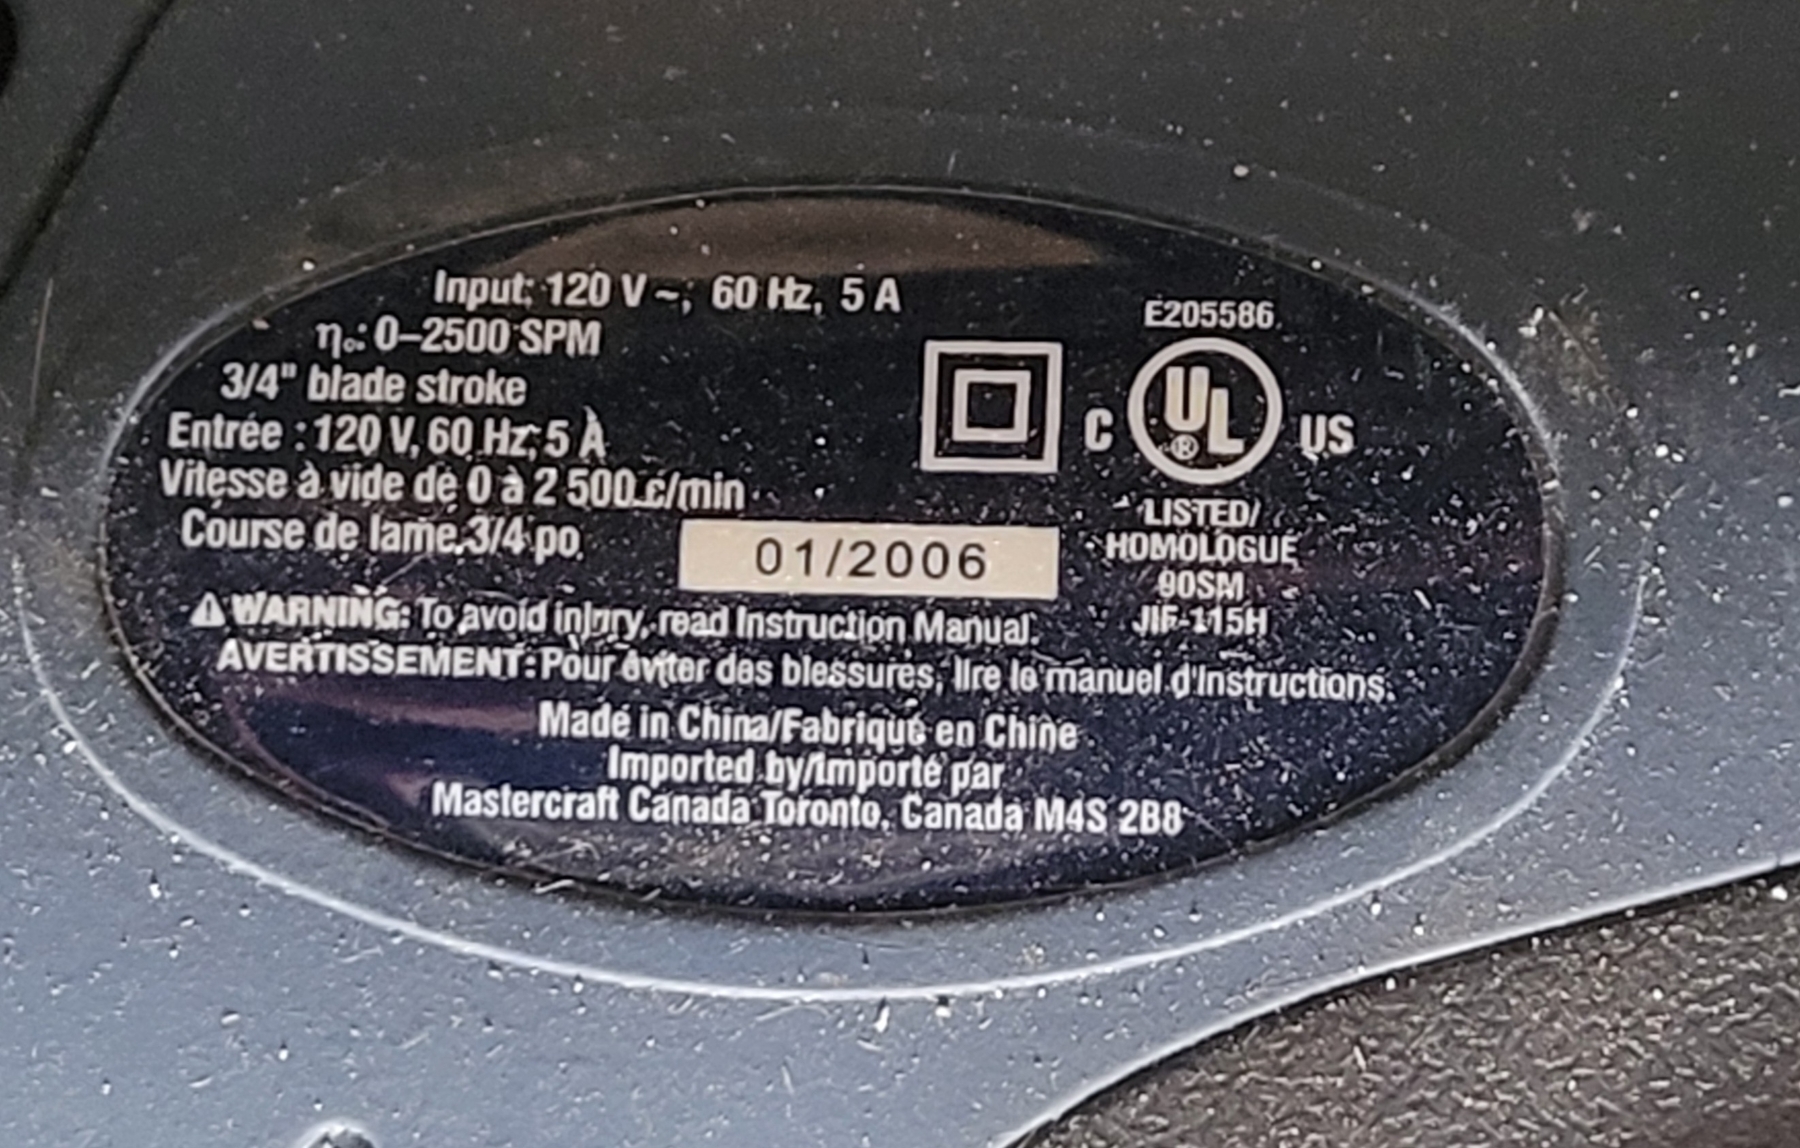 Input: 120 V ~, 60 Hz, 5 A
ηo: 0–2500 SPM
3/4" blade stroke
Entrée : 120 V, 60 Hz, 5 A
Vitesse à vide de 0 à 2 500 c/min
Course de lame 3/4 po
01/2006
E205586
C UL ® US
LISTED/
HOMOLOGUÉ
90SM
JIF-115H
⚠ WARNING: To avoid injury, read Instruction Manual.
AVERTISSEMENT: Pour éviter des blessures, lire le manuel d'instructions.
Made in China/Fabriqué en Chine
Imported by/Importé par
Mastercraft Canada Toronto, Canada M4S 2B8